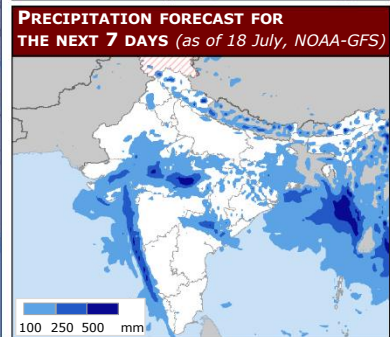 PRECIPITATION FORECAST FOR
THE NEXT 7 DAYS (as of 18 July, NOAA-GFS)
100 250 500 mm